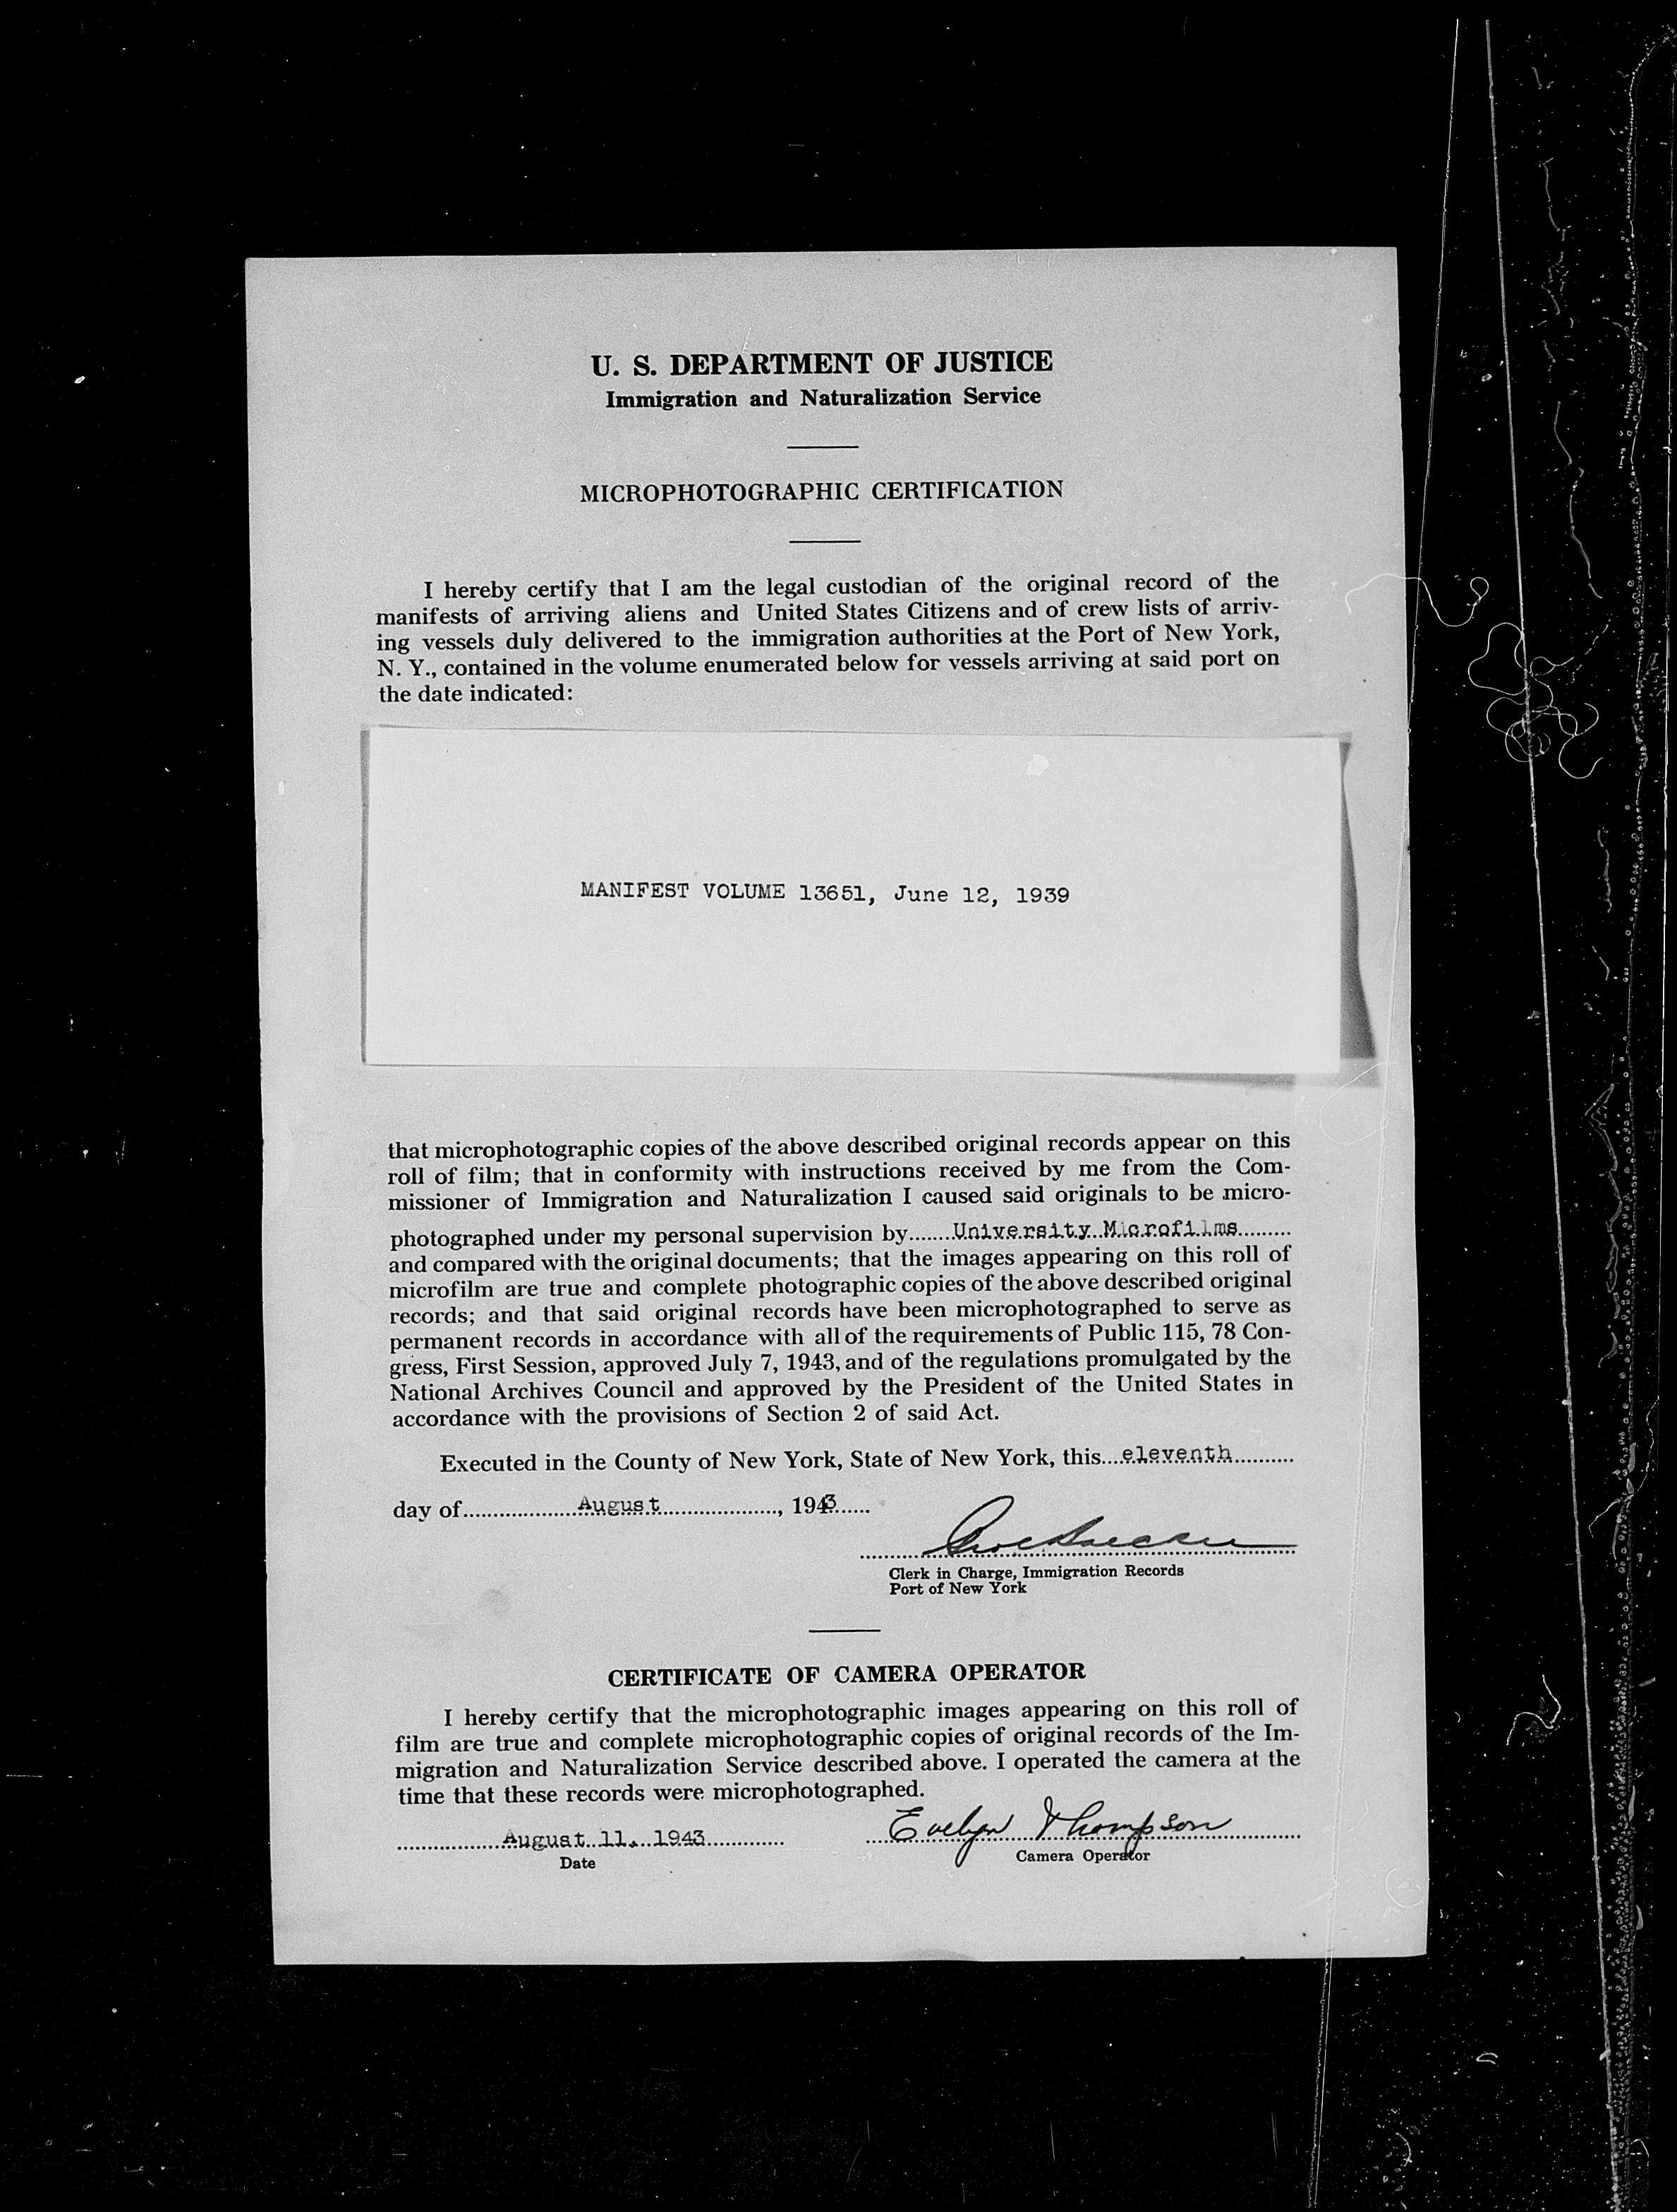 U. S. DEPARTMENT OF JUSTICE
Immigration and Naturalization Service
MICROPHOTOGRAPHIC CERTIFICATION
I hereby certify that I am the legal custodian of the original record of the
manifests of arriving aliens and United States Citizens and of crew lists of arriv-
ing vessels duly delivered to the immigration authorities at the Port of New York,
N. Y., contained in the volume enumerated below for vessels arriving at said port on
the date indicated:
MANIFEST VOLUME 13651, June 12, 1939
that microphotographic copies of the above described original records appear on this
roll of film; that in conformity with instructions received by me from the Com-
missioner of Immigration and Naturalization I caused said originals to be micro-
photographed under my personal supervision by University Microfilms
and compared with the original documents; that the images appearing on this roll of
microfilm are true and complete photographic copies of the above described original
records; and that said original records have been microphotographed to serve as
permanent records in accordance with all of the requirements of Public 115, 78 Con-
gress, First Session, approved July 7, 1943, and of the regulations promulgated by the
National Archives Council and approved by the President of the United States in
accordance with the provisions of Section 2 of said Act.
Executed in the County of New York, State of New York, this eleventh
day of August, 1943
Clerk in Charge, Immigration Records
Port of New York
CERTIFICATE OF CAMERA OPERATOR
I hereby certify that the microphotographic images appearing on this roll of
film are true and complete microphotographic copies of original records of the Im-
migration and Naturalization Service described above. I operated the camera at the
time that these records were microphotographed.
August 11, 1943 Evelyn Thompson
Date Camera Operator